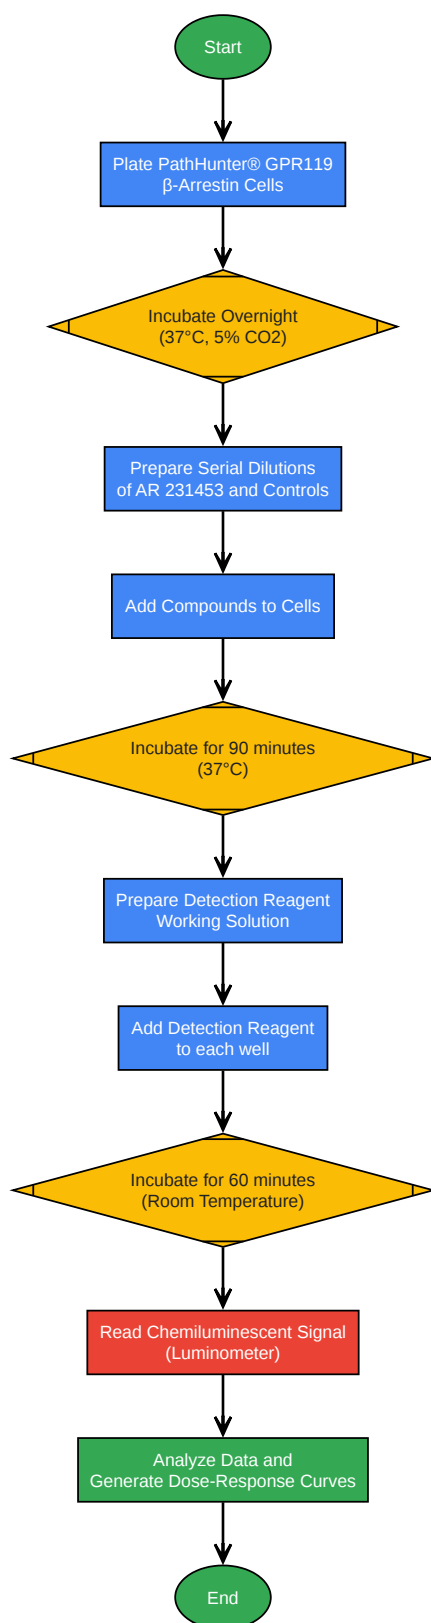 Start
Plate PathHunter® GPR119
β-Arrestin Cells
Incubate Overnight
(37°C, 5% CO2)
Prepare Serial Dilutions
of AR 231453 and Controls
Add Compounds to Cells
Incubate for 90 minutes
(37°C)
Prepare Detection Reagent
Working Solution
Add Detection Reagent
to each well
Incubate for 60 minutes
(Room Temperature)
Read Chemiluminescent Signal
(Luminometer)
Analyze Data and
Generate Dose-Response Curves
End